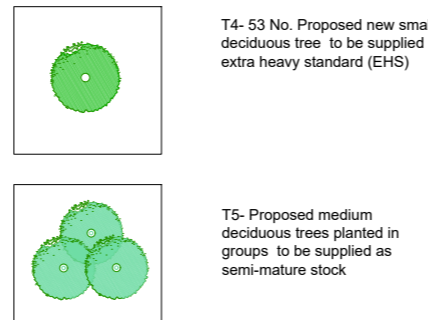 T4- 53 No. Proposed new
deciduous tree to be supplied
extra heavy standard (EHS)
T5- Proposed medium
deciduous trees planted in
groups to be supplied as
semi-mature stock